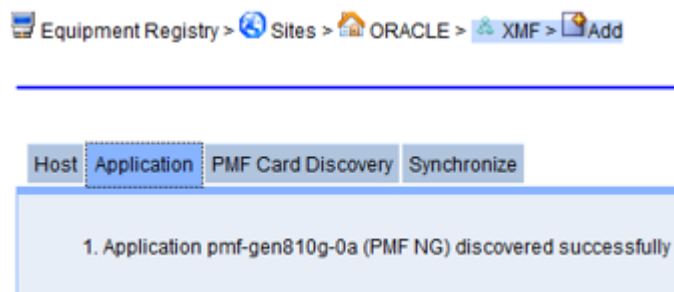 Equipment Registry > Sites > ORACLE > XMF > Add
Host Application PMF Card Discovery Synchronize
1. Application pmf-gen810g-0a (PMF NG) discovered successfully